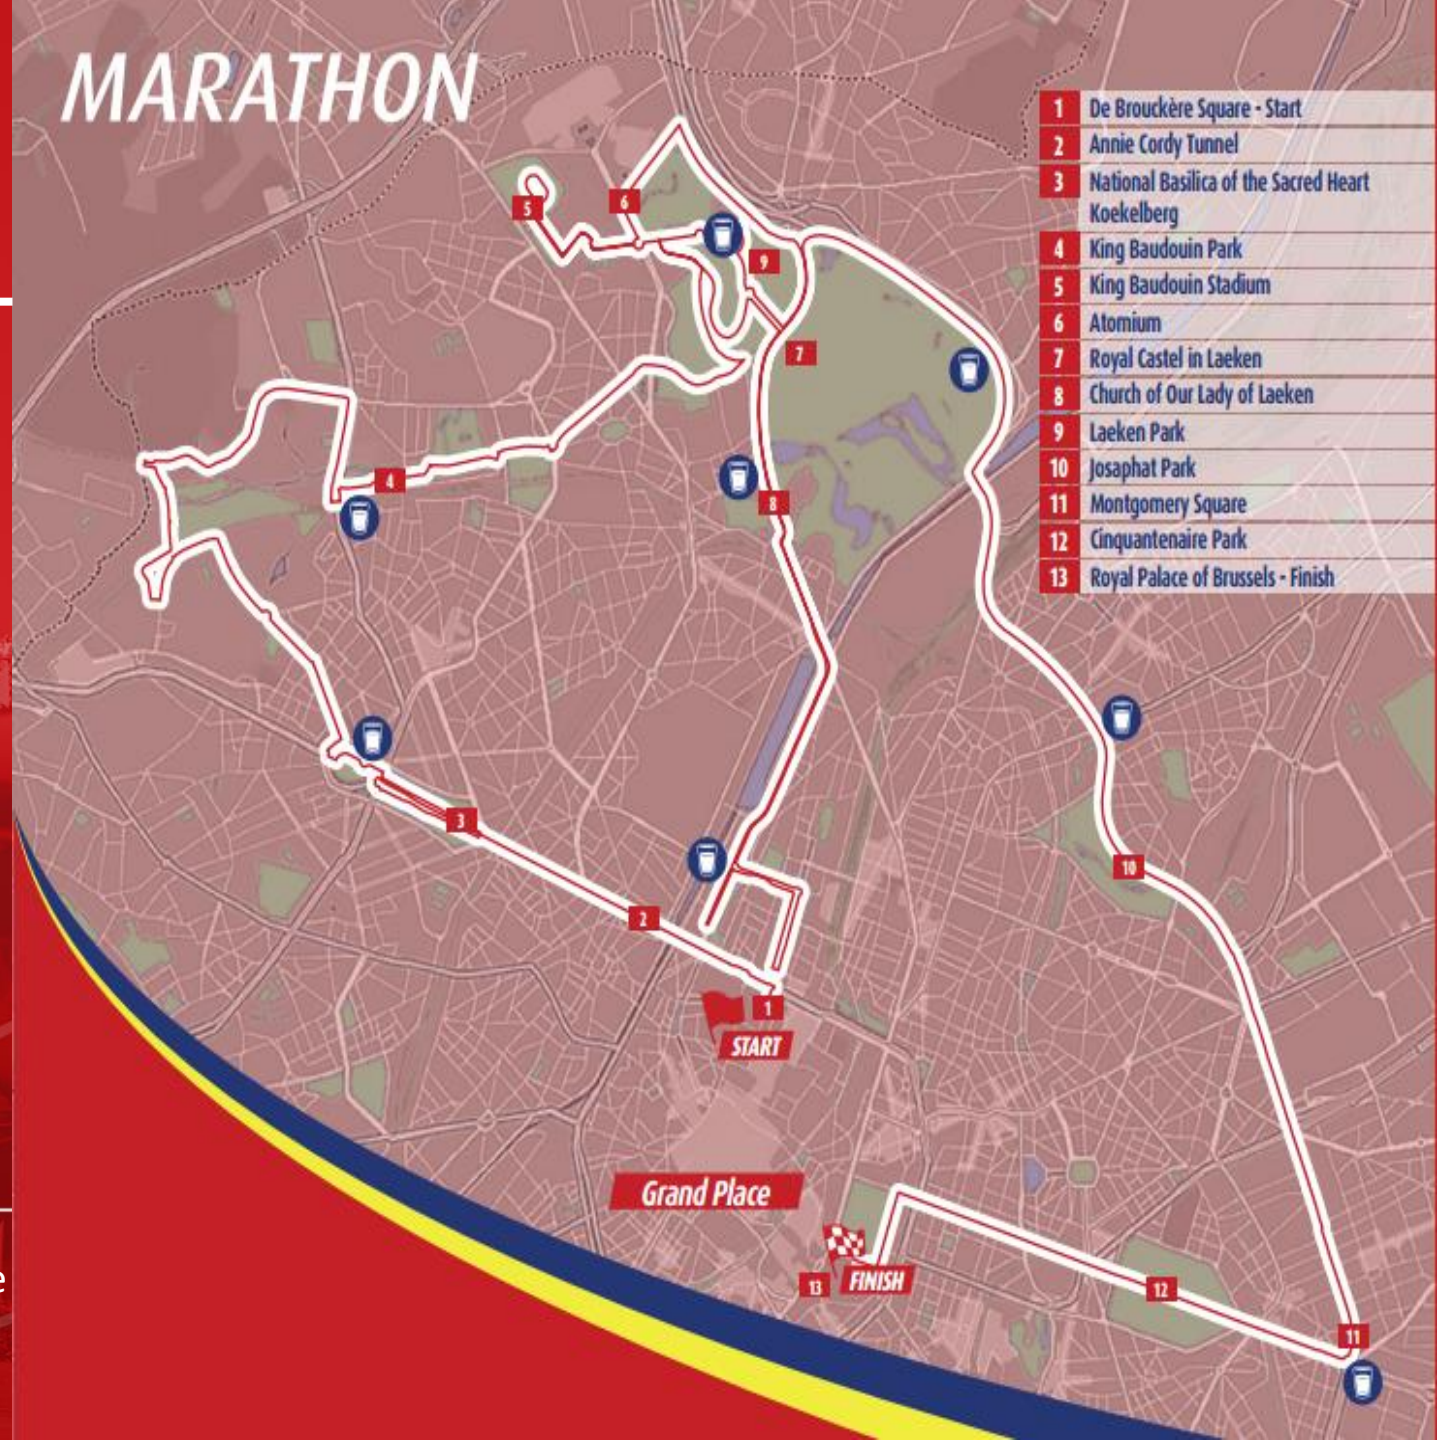 MARATHON
1 De Brouckère Square - Start
2 Annie Cordy Tunnel
3 National Basilica of the Sacred Heart
Koekelberg
4 King Baudouin Park
5 King Baudouin Stadium
6 Atomium
7 Royal Castel in Laeken
8 Church of Our Lady of Laeken
9 Laeken Park
10 Josaphat Park
11 Montgomery Square
12 Cinquantenaire Park
13 Royal Palace of Brussels - Finish
5
6
9
7
4
8
3
10
2
1
START
Grand Place
e
13
FINISH
12
11